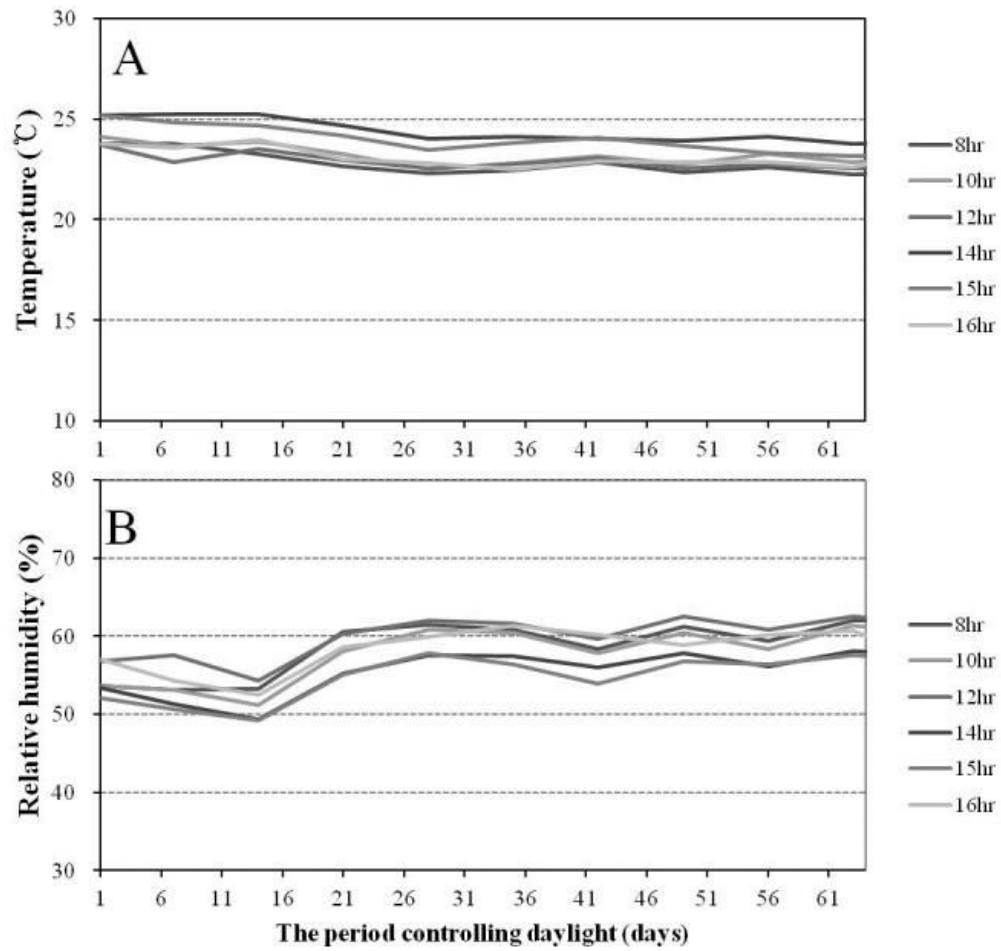 30
A
25
20
15
10
Temperature (℃)
1 6 11 16 21 26 31 36 41 46 51 56 61
8hr
10hr
12hr
14hr
15hr
16hr
80
B
70
60
50
40
30
Relative humidity (%)
1 6 11 16 21 26 31 36 41 46 51 56 61
The period controlling daylight (days)
8hr
10hr
12hr
14hr
15hr
16hr